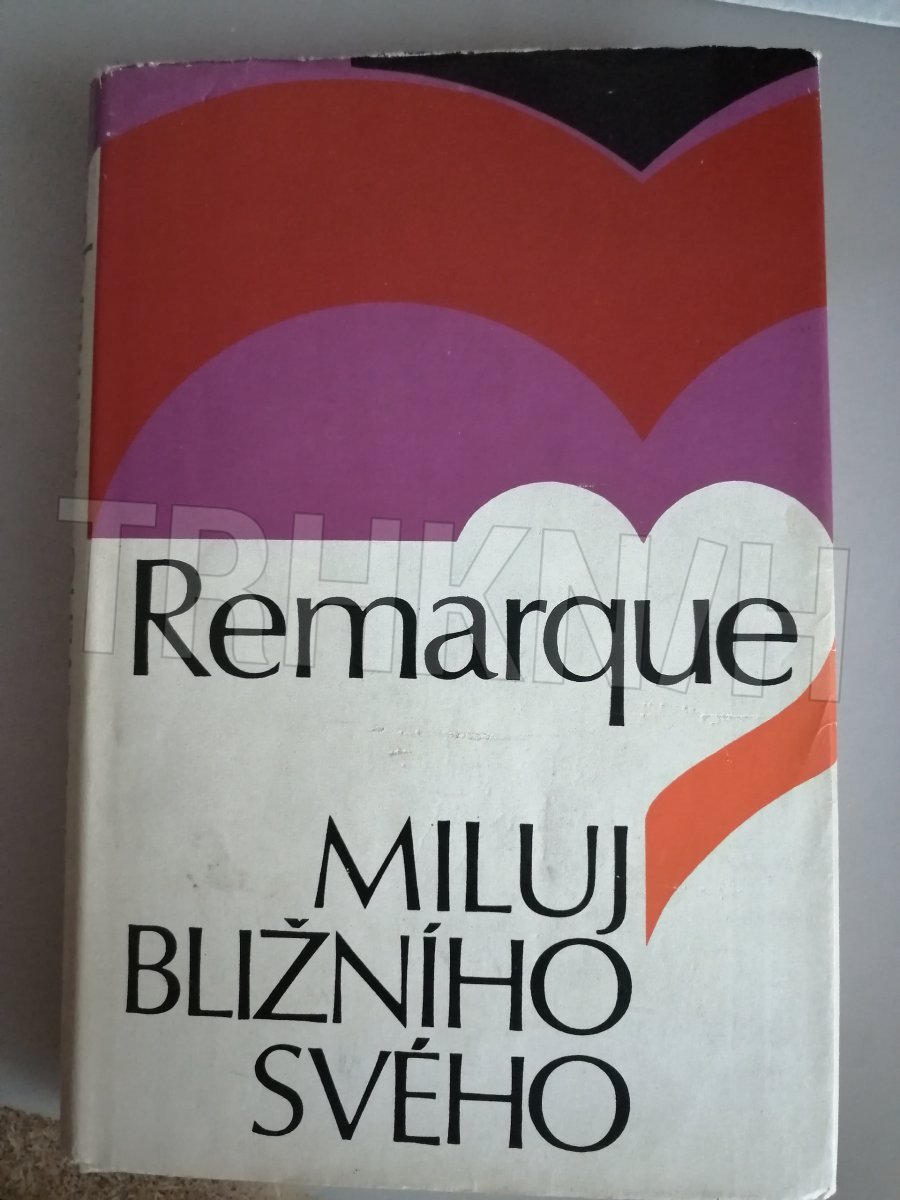 TRHKNIH
Remarque
MILUJ
BLIŽNÍHO
SVÉHO